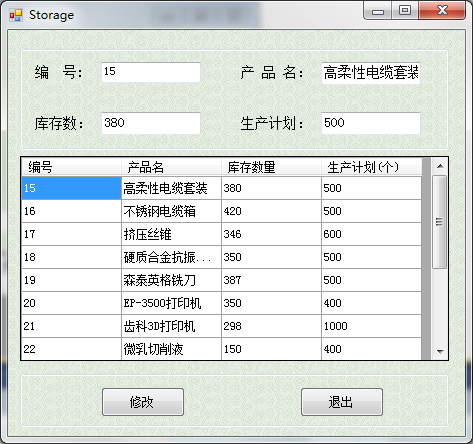 Storage
编 号： 15 产 品 名： 高柔性电缆套装
库存数： 380 生产计划： 500
编号 产品名 库存数量 生产计划(个)
15 高柔性电缆套装 380 500
16 不锈钢电缆箱 420 500
17 挤压丝锥 346 600
18 硬质合金抗振... 350 500
19 森泰英格铣刀 387 500
20 EP-3500打印机 350 400
21 齿科3D打印机 298 1000
22 微乳切削液 150 400
修改 退出